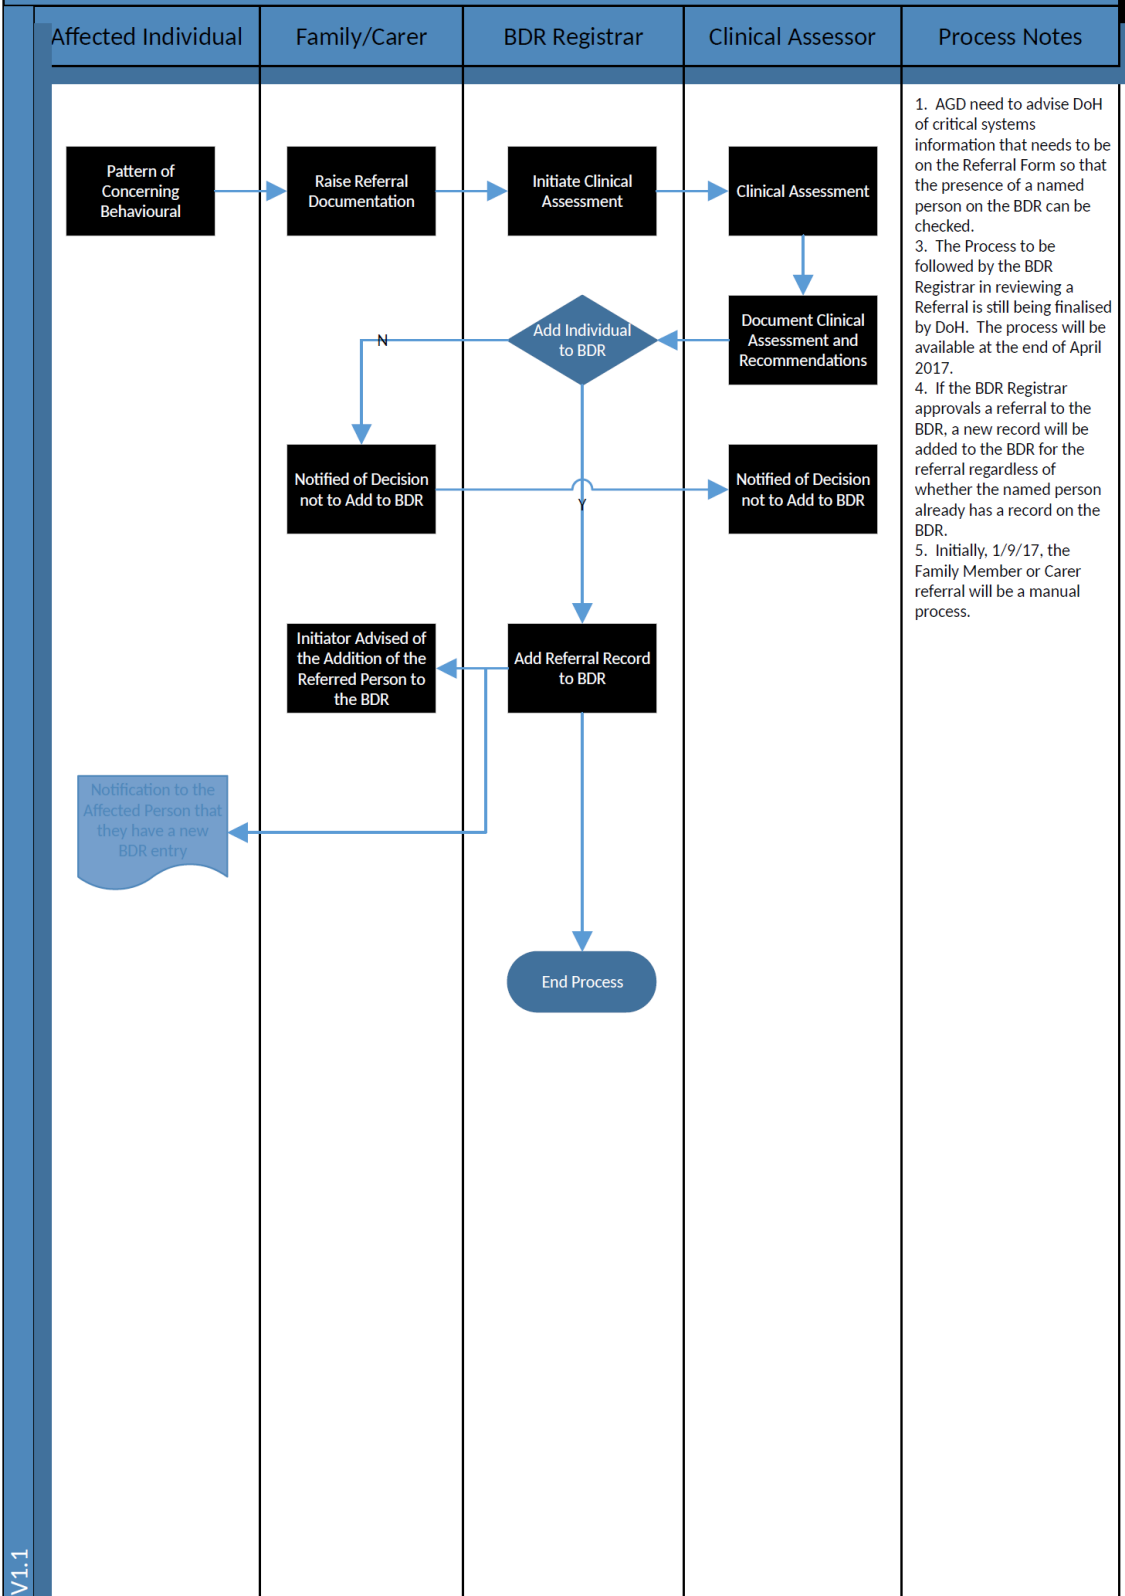 Affected Individual
Family/Carer
BDR Registrar
Clinical Assessor
Process Notes
Pattern of
Concerning
Behavioural
Raise Referral
Documentation
Initiate Clinical
Assessment
Clinical Assessment
Add Individual
to BDR
Document Clinical
Assessment and
Recommendations
N
Notified of Decision
not to Add to BDR
Y
Notified of Decision
not to Add to BDR
Initiator Advised of
the Addition of the
Referred Person to
the BDR
Add Referral Record
to BDR
Notification to the
Affected Person that
they have a new
BDR entry
End Process
1. AGD need to advise DoH
of critical systems
information that needs to be
on the Referral Form so that
the presence of a named
person on the BDR can be
checked.
3. The Process to be
followed by the BDR
Registrar in reviewing a
Referral is still being finalised
by DoH. The process will be
available at the end of April
2017.
4. If the BDR Registrar
approvals a referral to the
BDR, a new record will be
added to the BDR for the
referral regardless of
whether the named person
already has a record on the
BDR.
5. Initially, 1/9/17, the
Family Member or Carer
referral will be a manual
process.
V1.1